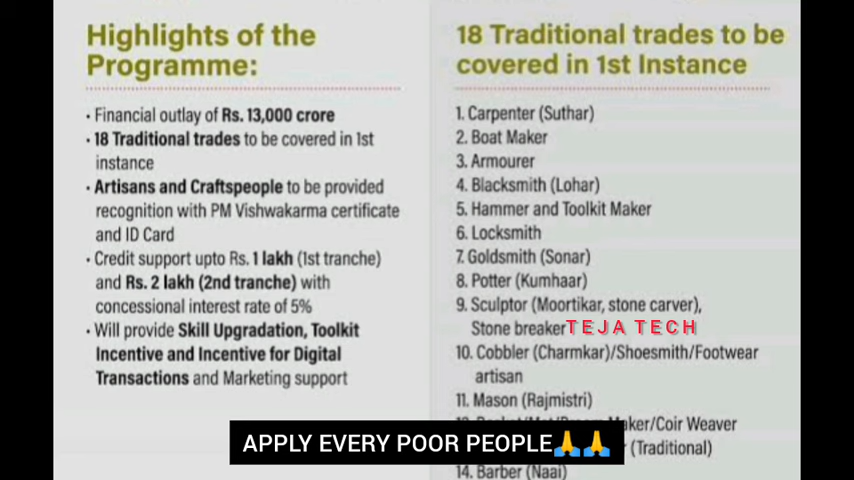 Highlights of the
Programme:
• Financial outlay of Rs. 13,000 crore
• 18 Traditional trades to be covered in 1st
instance
• Artisans and Craftspeople to be provided
recognition with PM Vishwakarma certificate
and ID Card
• Credit support upto Rs. 1 lakh (1st tranche)
and Rs. 2 lakh (2nd tranche) with
concessional interest rate of 5%
• Will provide Skill Upgradation, Toolkit
Incentive and Incentive for Digital
Transactions and Marketing support
18 Traditional trades to be
covered in 1st Instance
1. Carpenter (Suthar)
2. Boat Maker
3. Armourer
4. Blacksmith (Lohar)
5. Hammer and Toolkit Maker
6. Locksmith
7. Goldsmith (Sonar)
8. Potter (Kumhaar)
9. Sculptor (Moortikar, stone carver),
Stone breaker
TEJA TECH
10. Cobbler (Charmkar)/Shoesmith/Footwear
artisan
11. Mason (Rajmistri)
/Coir Weaver
(Traditional)
14. Barber (Naai)
APPLY EVERY POOR PEOPLE🙏🙏